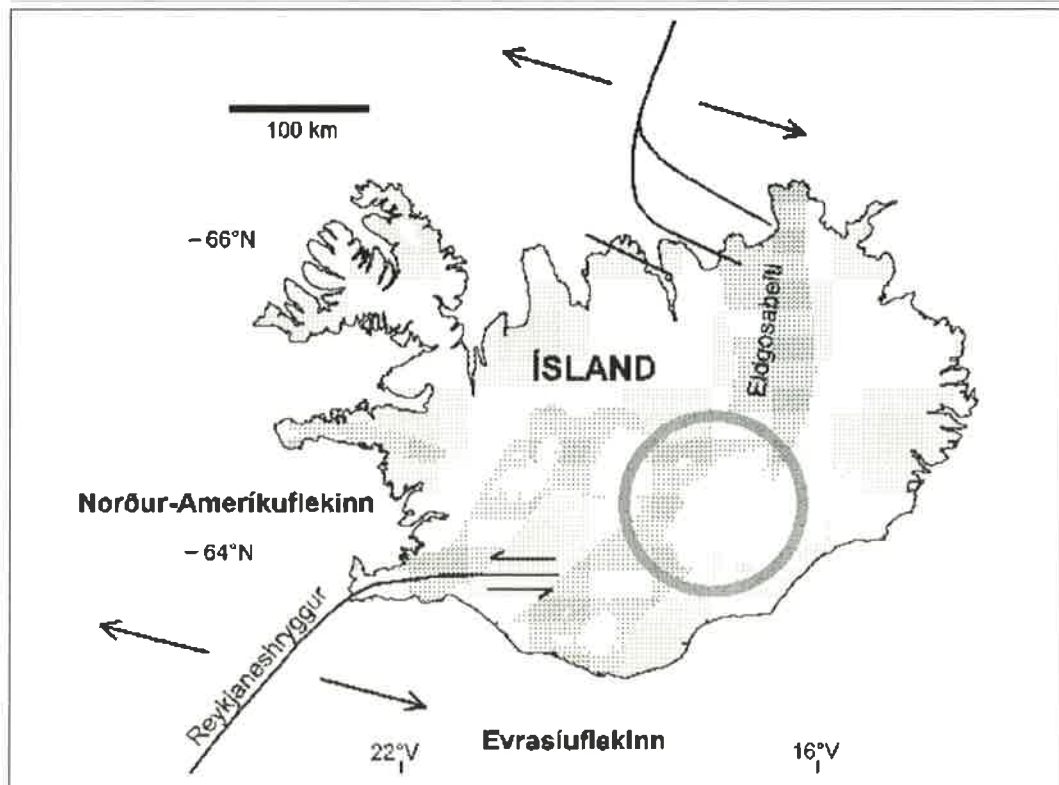 100 km
– 66°N
ÍSLAND
Eldgosabelti
Norður-Ameríkuflekinn
– 64°N
Reykjaneshryggur
Evrasíuflekinn
22°V
16°V